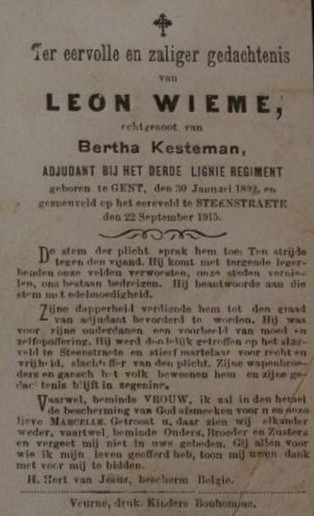 Ter eervolle en zaliger gedachtenis
van
LEON WIEME,
echtgenoot van
Bertha Kesteman,
ADJUDANT BIJ HET DERDE LIGNIE REGIMENT
geboren te GENT, den 30 Januari 1892, en
gesneuveld op het eereveld te STEENSTRAETE
den 22 September 1915.
De stem der plicht sprak hem toe: Ten strijde
tegen den vijand. Hij komt met tergende leger-
benden onze velden verwoesten, onze steden vernie-
len, ons bestaan bedreigen. Hij beantwoorde aan die
stem met edelmoedigheid.
Zijne dapperheid verdiende hem tot den graad
van adjudant bevorderd te worden. Hij was
voor zijne onderdanen een voorbeeld van moed en
zelfopoffering. Hij werd doodelijk getroffen op het slag-
veld te Steenstraete en stierf martelaar voor recht en
vrijheid, slachtoffer van den plicht. Zijne wapenbroe-
ders en gansch het volk beweenen hem en zijne ge-
dachtenis blijft in zegening.
Vaarwel, beminde VROUW, ik zal in den hemel
de bescherming van God afsmeeken voor u en onze
lieve MARCELLE. Getroost u, daar zien wij elkander
weder, vaartwel, beminde Ouders, Broeder en Zusters
en vergeet mij niet in uwe gebeden. Gij allen voor
wie ik mijn leven geofferd heb, toon mij uwen dank
met voor mij te bidden.
H. Hert van Jesus, bescherm Belgie.
Veurne, druk. Kinders Bonhomme.